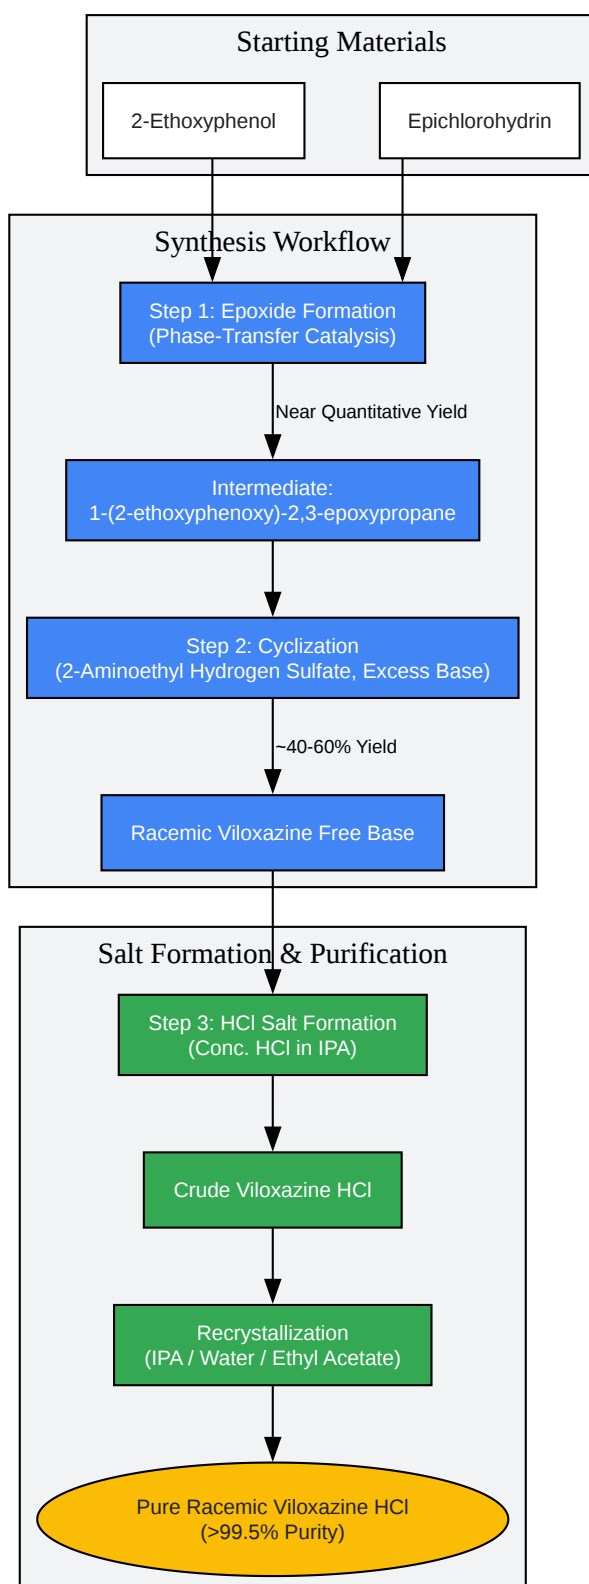 Starting Materials
2-Ethoxyphenol
Epichlorohydrin
Synthesis Workflow
Step 1: Epoxide Formation
(Phase-Transfer Catalysis)
Near Quantitative Yield
Intermediate:
1-(2-ethoxyphenoxy)-2,3-epoxypropane
Step 2: Cyclization
(2-Aminoethyl Hydrogen Sulfate, Excess Base)
~40-60% Yield
Racemic Viloxazine Free Base
Salt Formation & Purification
Step 3: HCl Salt Formation
(Conc. HCl in IPA)
Crude Viloxazine HCl
Recrystallization
(IPA / Water / Ethyl Acetate)
Pure Racemic Viloxazine HCl
(>99.5% Purity)